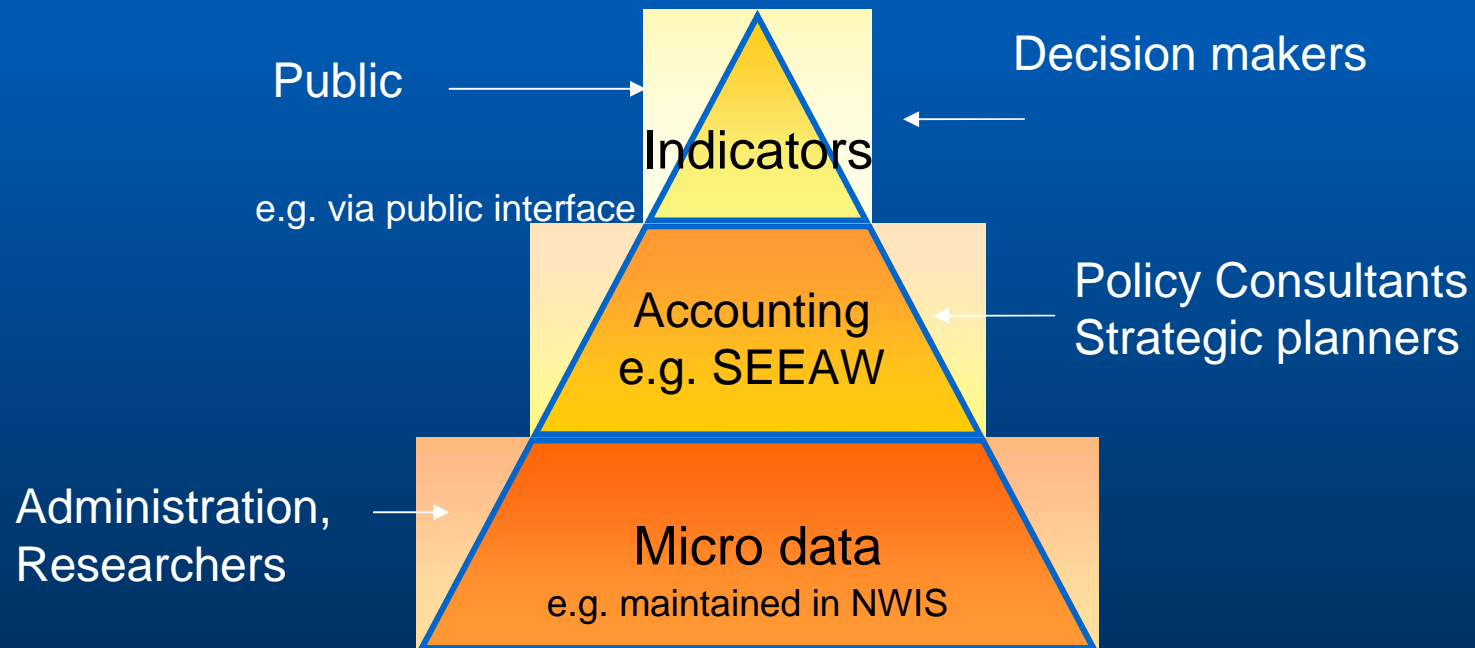 Public
Decision makers
Indicators
e.g. via public interface
Accounting
e.g. SEEAW
Policy Consultants
Strategic planners
Administration,
Researchers
Micro data
e.g. maintained in NWIS